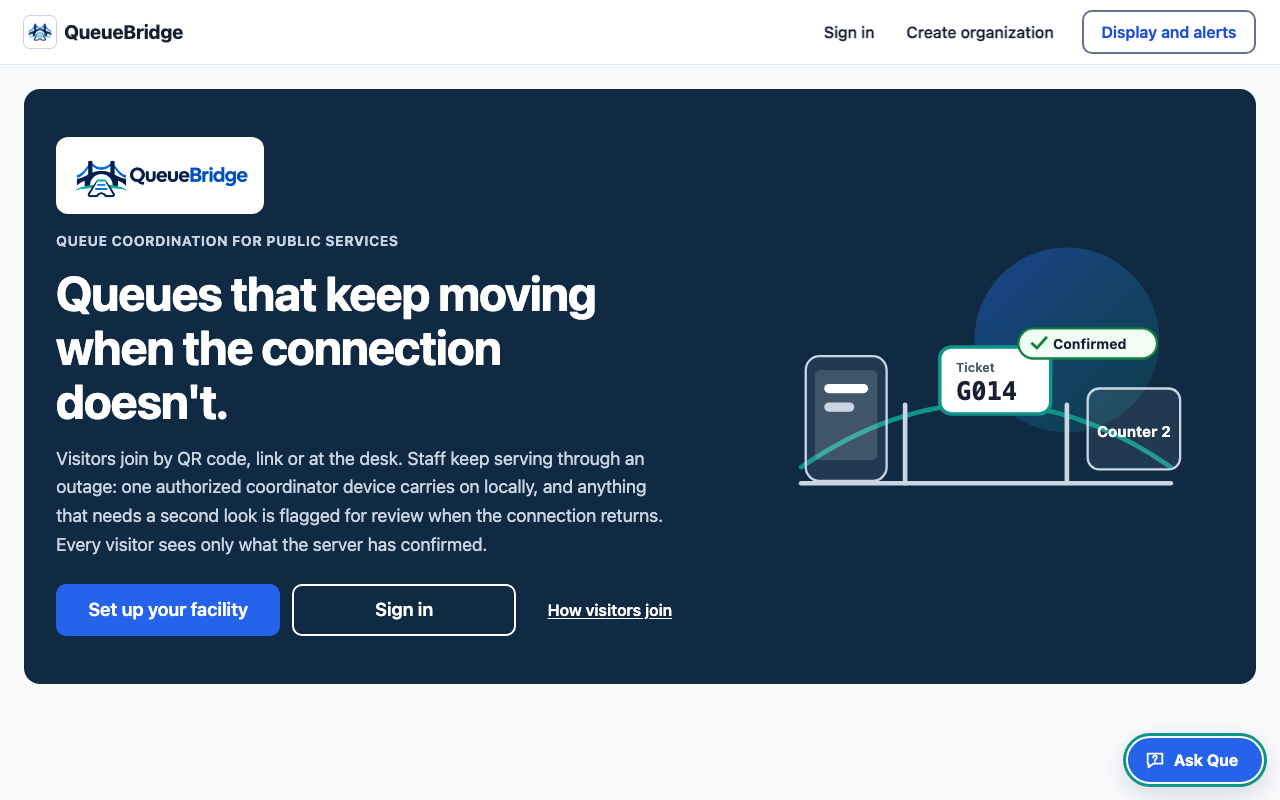 QueueBridge
Sign in
Create organization
Display and alerts
QueueBridge
QUEUE COORDINATION FOR PUBLIC SERVICES
Queues that keep moving
when the connection
doesn't.
Visitors join by QR code, link or at the desk. Staff keep serving through an
outage: one authorized coordinator device carries on locally, and anything
that needs a second look is flagged for review when the connection returns.
Every visitor sees only what the server has confirmed.
Set up your facility
Sign in
How visitors join
Confirmed
Ticket
G014
Counter 2
Ask Que